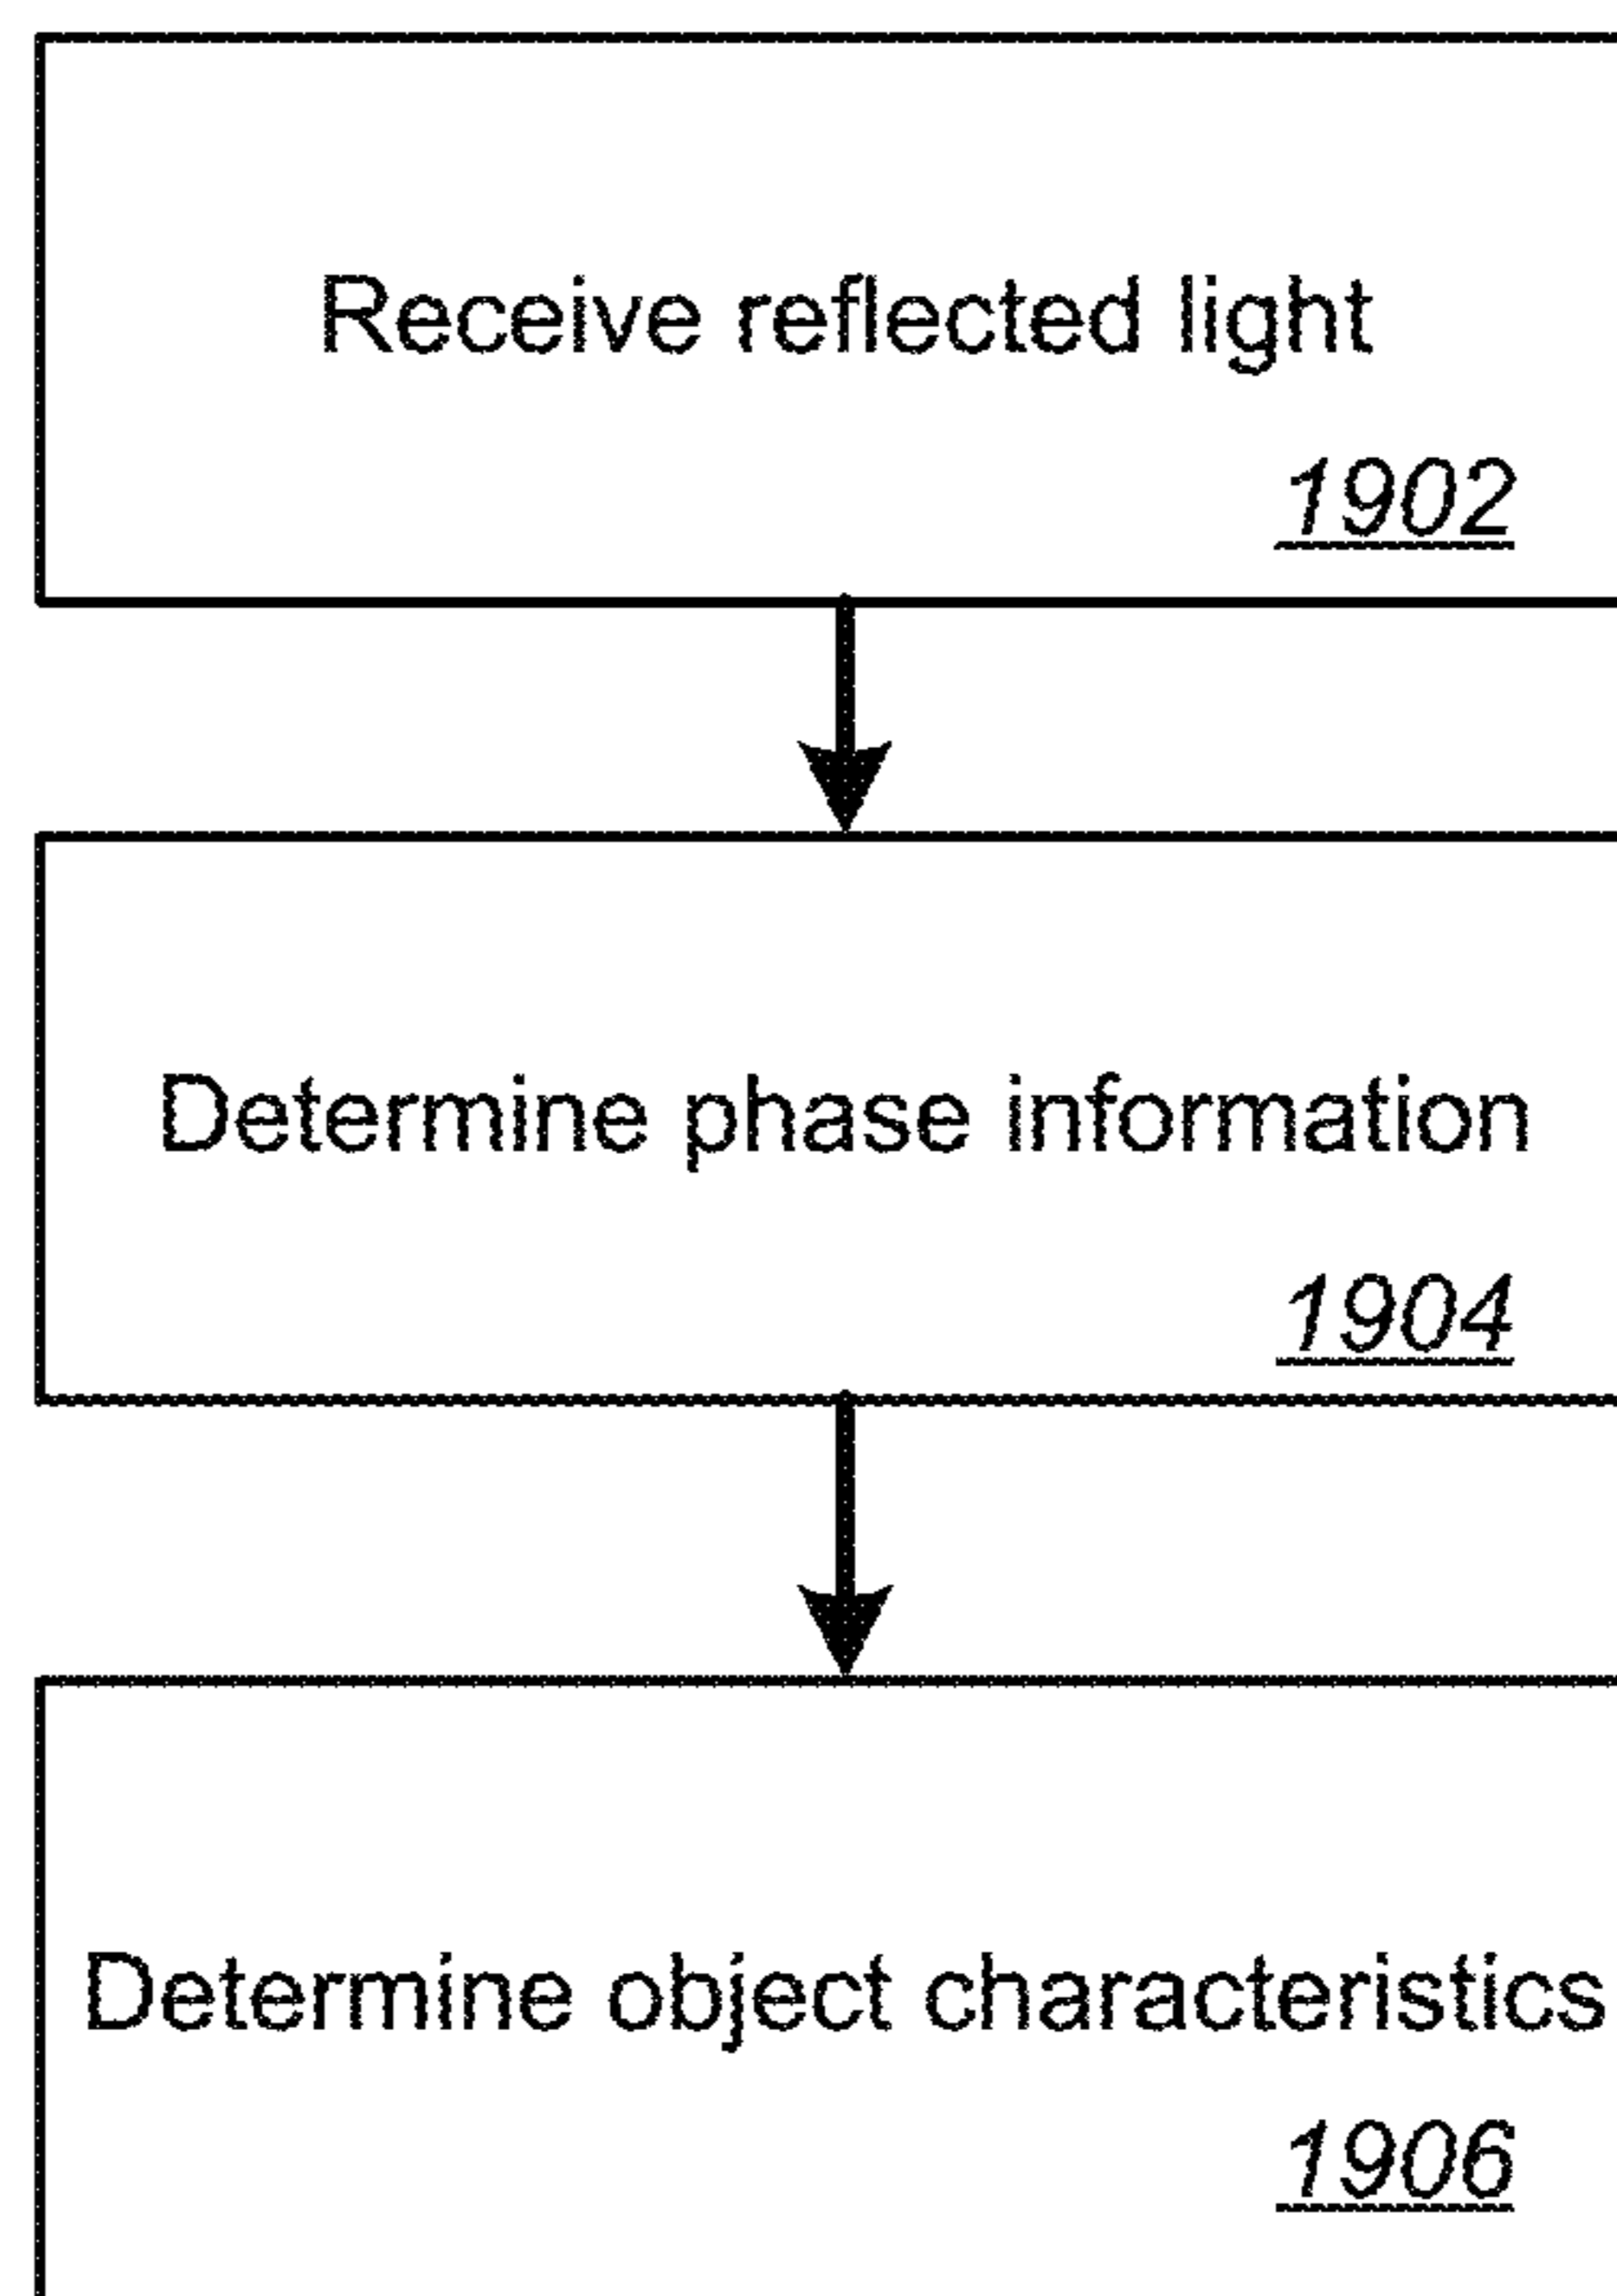 Receive reflected light
1902
Determine phase information
1904
Determine object characteristics
1906